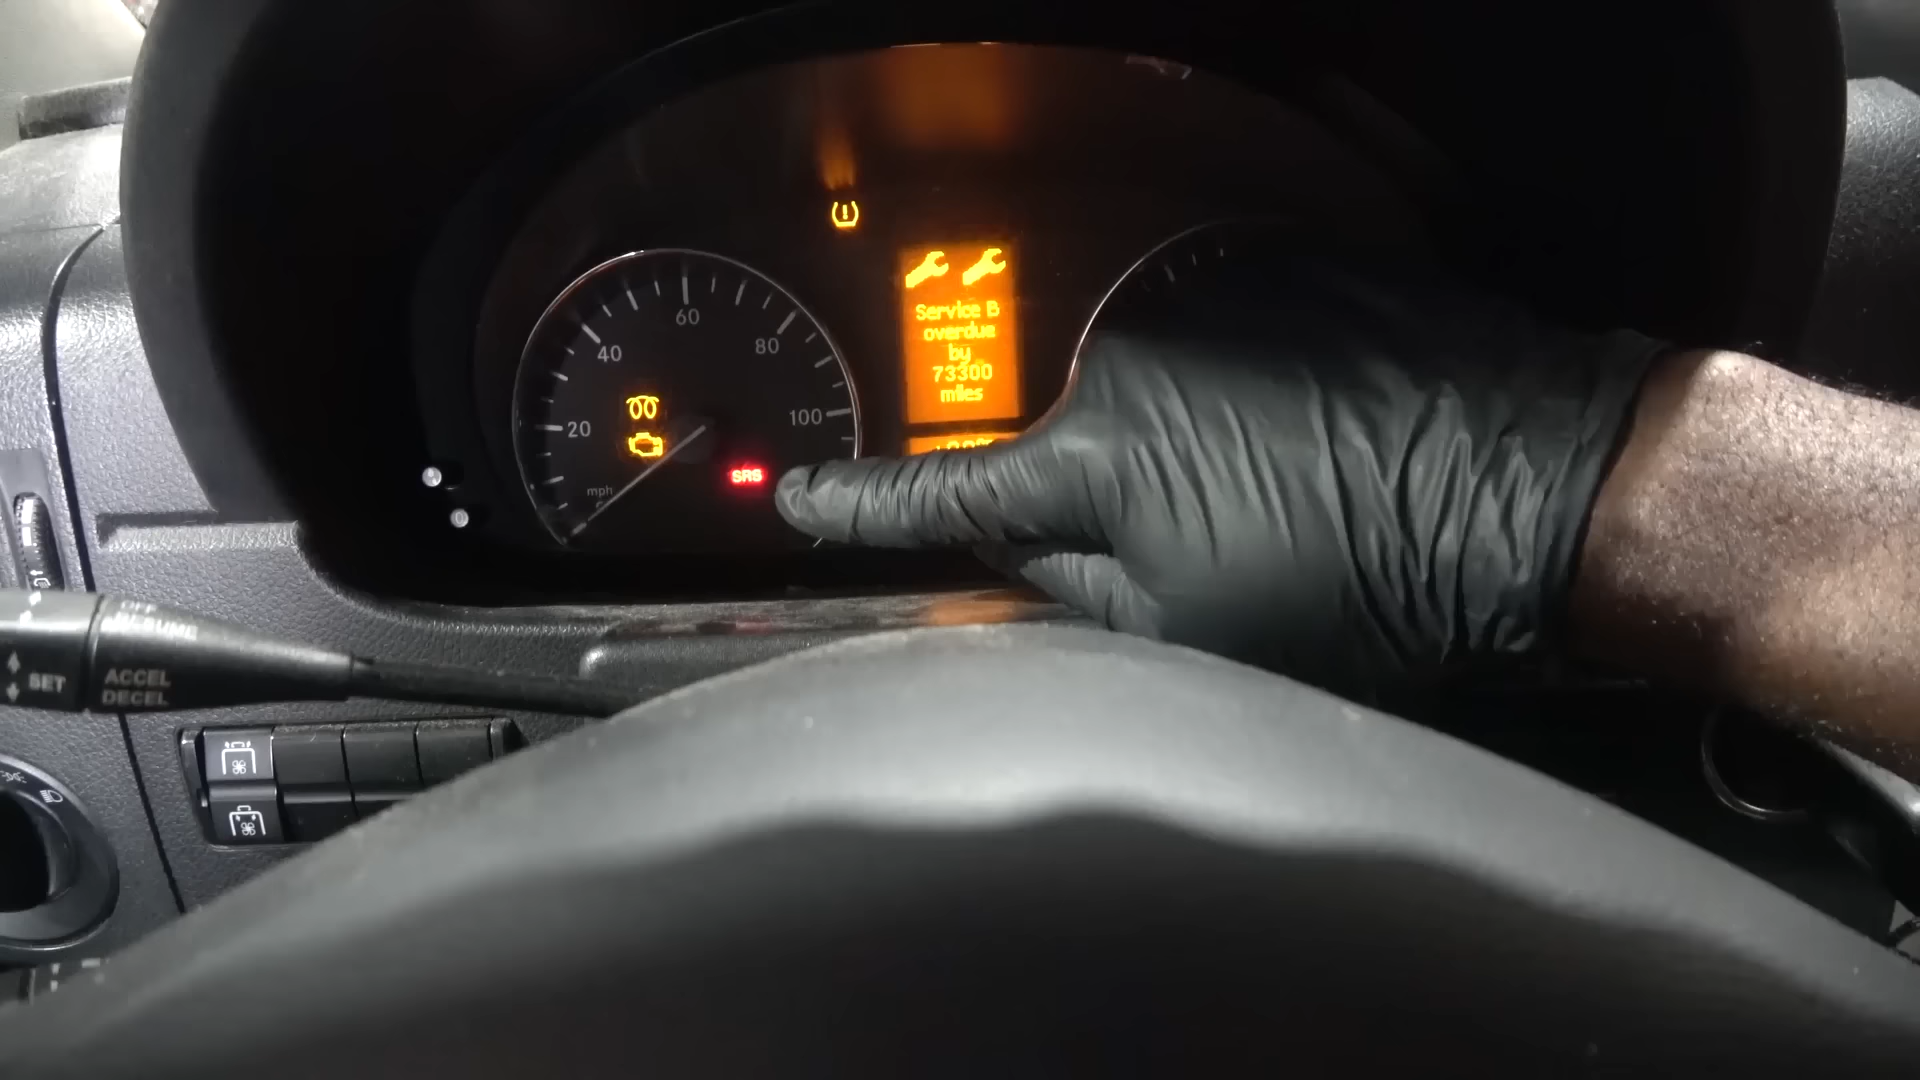 60
80
40
100
20
mph
Service B
overdue
by
73300
miles
SRS
SET
ACCEL
DECEL